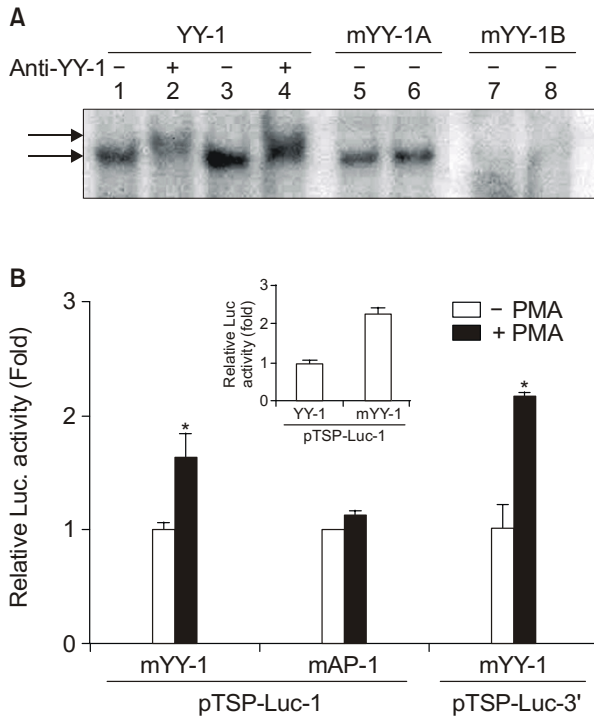 A
YY-1 mYY-1A mYY-1B
Anti-YY-1 – + – + – – – –
1 2 3 4 5 6 7 8
B
3
2
1
0
Relative Luc. activity (Fold)
3
2
1
0
Relative Luc
activity (fold)
YY-1 mYY-1
pTSP-Luc-1
– PMA
+ PMA
*
*
mYY-1 mAP-1 mYY-1
pTSP-Luc-1 pTSP-Luc-3'